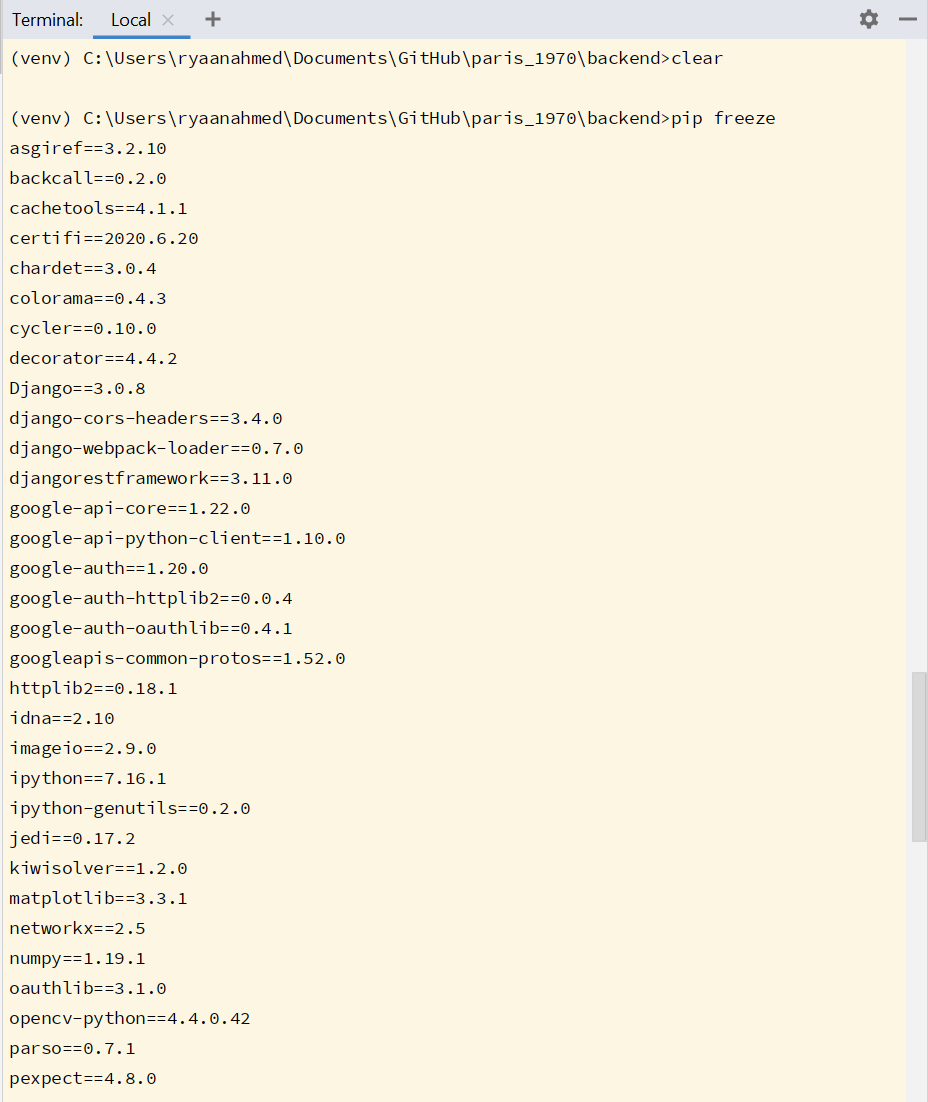 Terminal: Local × +
(venv) C:\Users\ryaanahmed\Documents\GitHub\paris_1970\backend>clear
(venv) C:\Users\ryaanahmed\Documents\GitHub\paris_1970\backend>pip freeze
asgiref==3.2.10
backcall==0.2.0
cachetools==4.1.1
certifi==2020.6.20
chardet==3.0.4
colorama==0.4.3
cycler==0.10.0
decorator==4.4.2
Django==3.0.8
django-cors-headers==3.4.0
django-webpack-loader==0.7.0
djangorestframework==3.11.0
google-api-core==1.22.0
google-api-python-client==1.10.0
google-auth==1.20.0
google-auth-httplib2==0.0.4
google-auth-oauthlib==0.4.1
googleapis-common-protos==1.52.0
httplib2==0.18.1
idna==2.10
imageio==2.9.0
ipython==7.16.1
ipython-genutils==0.2.0
jedi==0.17.2
kiwisolver==1.2.0
matplotlib==3.3.1
networkx==2.5
numpy==1.19.1
oauthlib==3.1.0
opencv-python==4.4.0.42
parso==0.7.1
pexpect==4.8.0